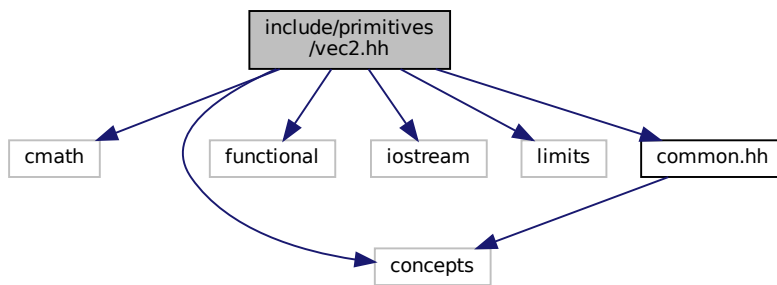 include/primitives
/vec2.hh
cmath
functional
iostream
limits
common.hh
concepts